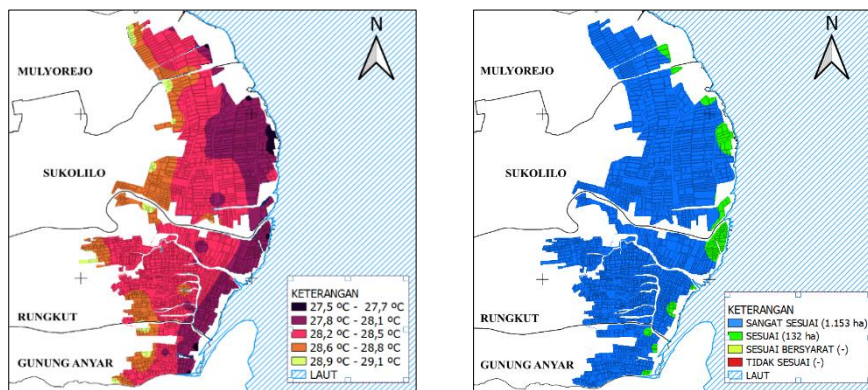 N
MULYOREJO
SUKOLILO
RUNGKUT
GUNUNG ANYAR
KETERANGAN
27,5 ºC - 27,7 ºC
27,8 ºC - 28,1 ºC
28,2 ºC - 28,5 ºC
28,6 ºC - 28,8 ºC
28,9 ºC - 29,1 ºC
LAUT
N
MULYOREJO
SUKOLILO
RUNGKUT
GUNUNG ANYAR
KETERANGAN
SANGAT SESUAI (1.153 ha)
SESUAI (132 ha)
SESUAI BERSYARAT (-)
TIDAK SESUAI (-)
LAUT